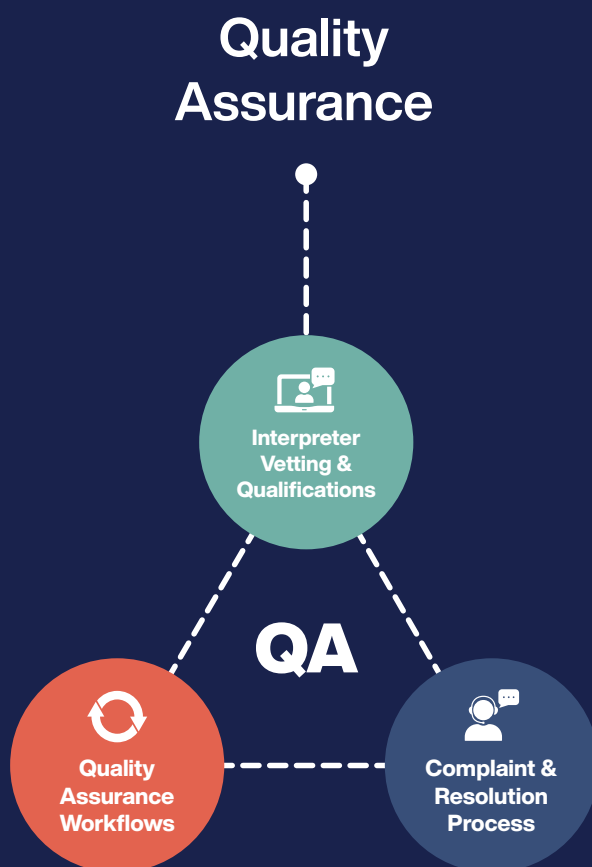 Quality
Assurance
Interpreter
Vetting &
Qualifications
QA
Quality
Assurance
Workflows
Complaint &
Resolution
Process